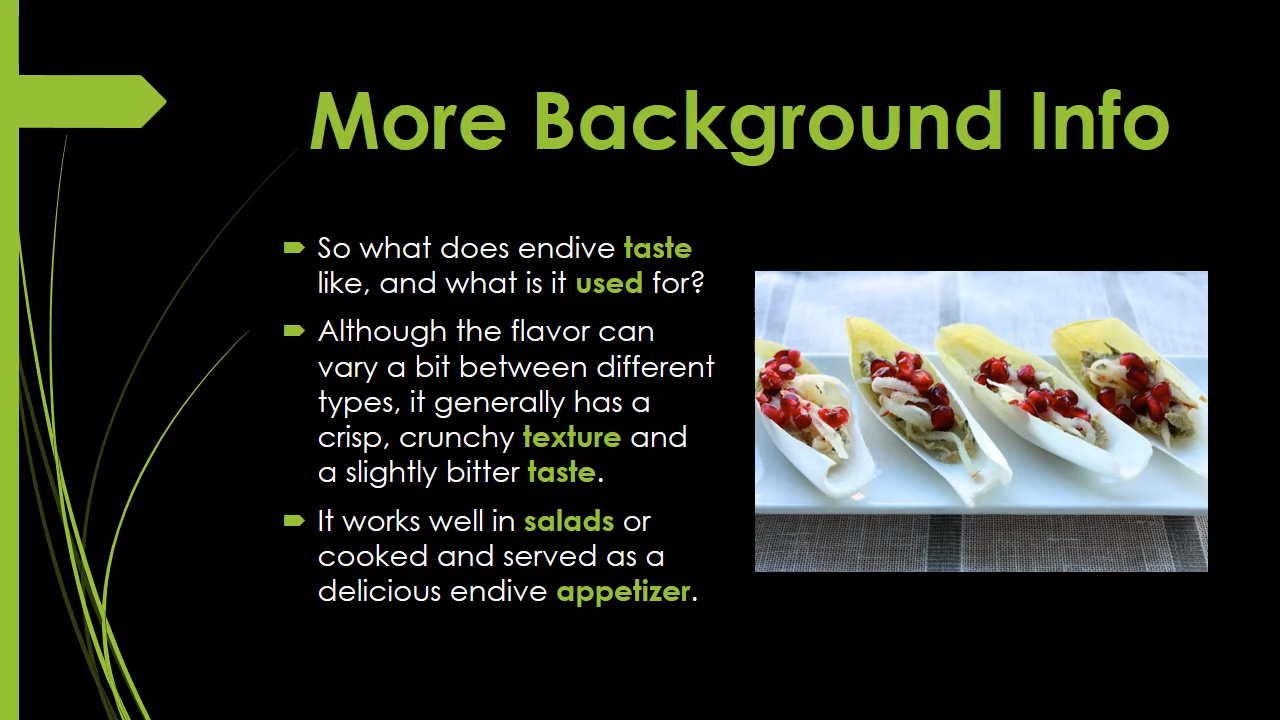 More Background Info
So what does endive taste
like, and what is it used for?
Although the flavor can
vary a bit between different
types, it generally has a
crisp, crunchy texture and
a slightly bitter taste.
It works well in salads or
cooked and served as a
delicious endive appetizer.